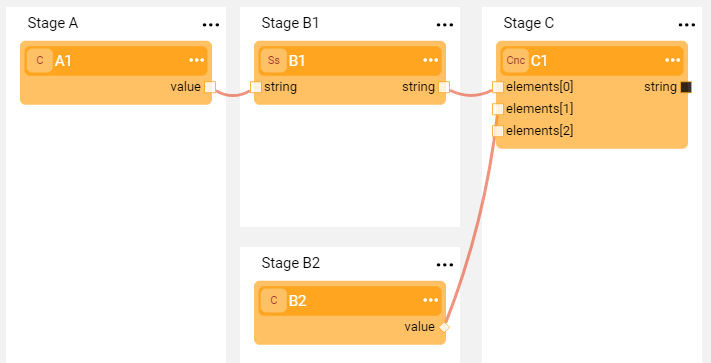 Stage A
C A1
value
Stage B1
Ss B1
string string
Stage B2
C B2
value
Stage C
Cnc C1
elements[0] string
elements[1]
elements[2]